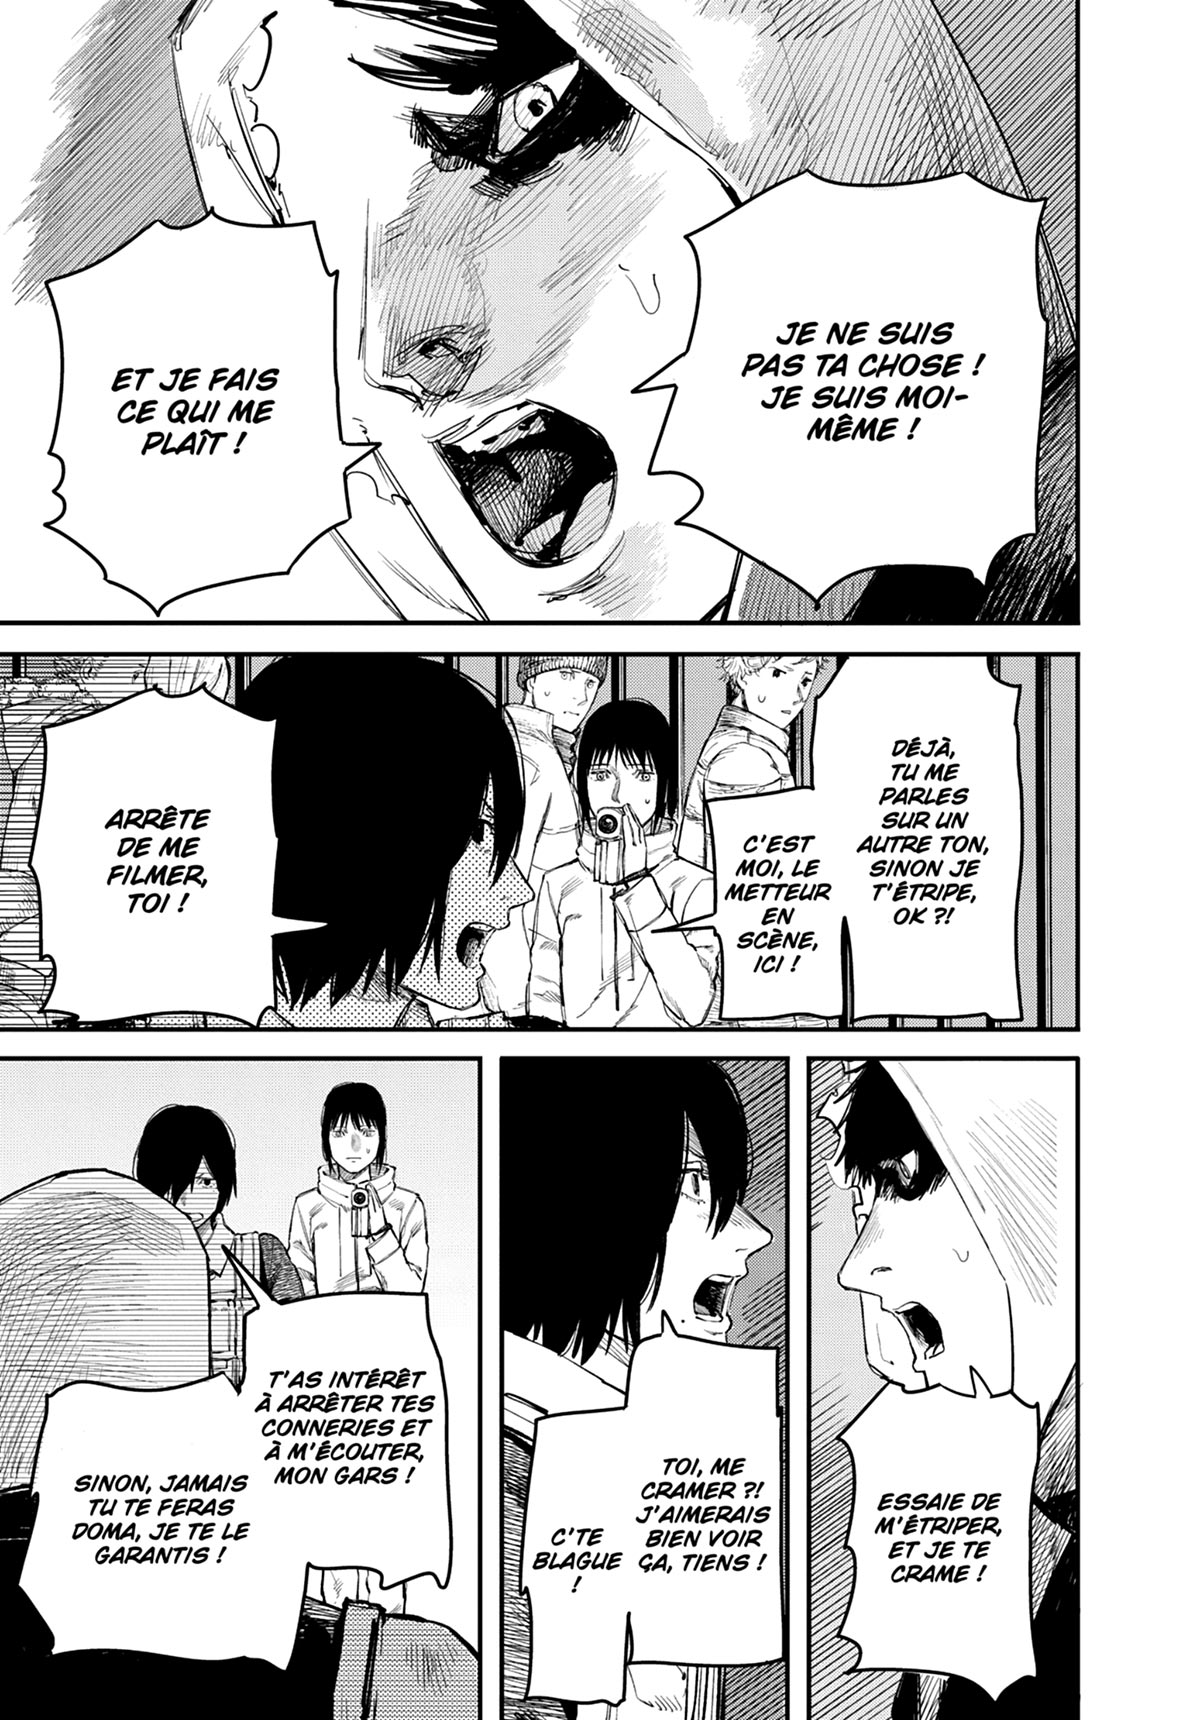 JE NE SUIS
PAS TA CHOSE !
JE SUIS MOI-
MÊME !
ET JE FAIS
CE QUI ME
PLAÎT !
DÉJÀ,
TU ME
PARLES
SUR UN
AUTRE TON,
SINON JE
T'ÉTRIPE,
OK ?!
C'EST
MOI, LE
METTEUR
EN
SCÈNE,
ICI !
ARRÊTE
DE ME
FILMER,
TOI !
ESSAIE DE
M'ÉTRIPER,
ET JE TE
CRAME !
TOI, ME
CRAMER ?!
J'AIMERAIS
BIEN VOIR
ÇA, TIENS !
C'TE
BLAGUE
!
T'AS INTÉRÊT
À ARRÊTER TES
CONNERIES ET
À M'ÉCOUTER,
MON GARS !
SINON, JAMAIS
TU TE FERAS
DOMA, JE TE LE
GARANTIS !